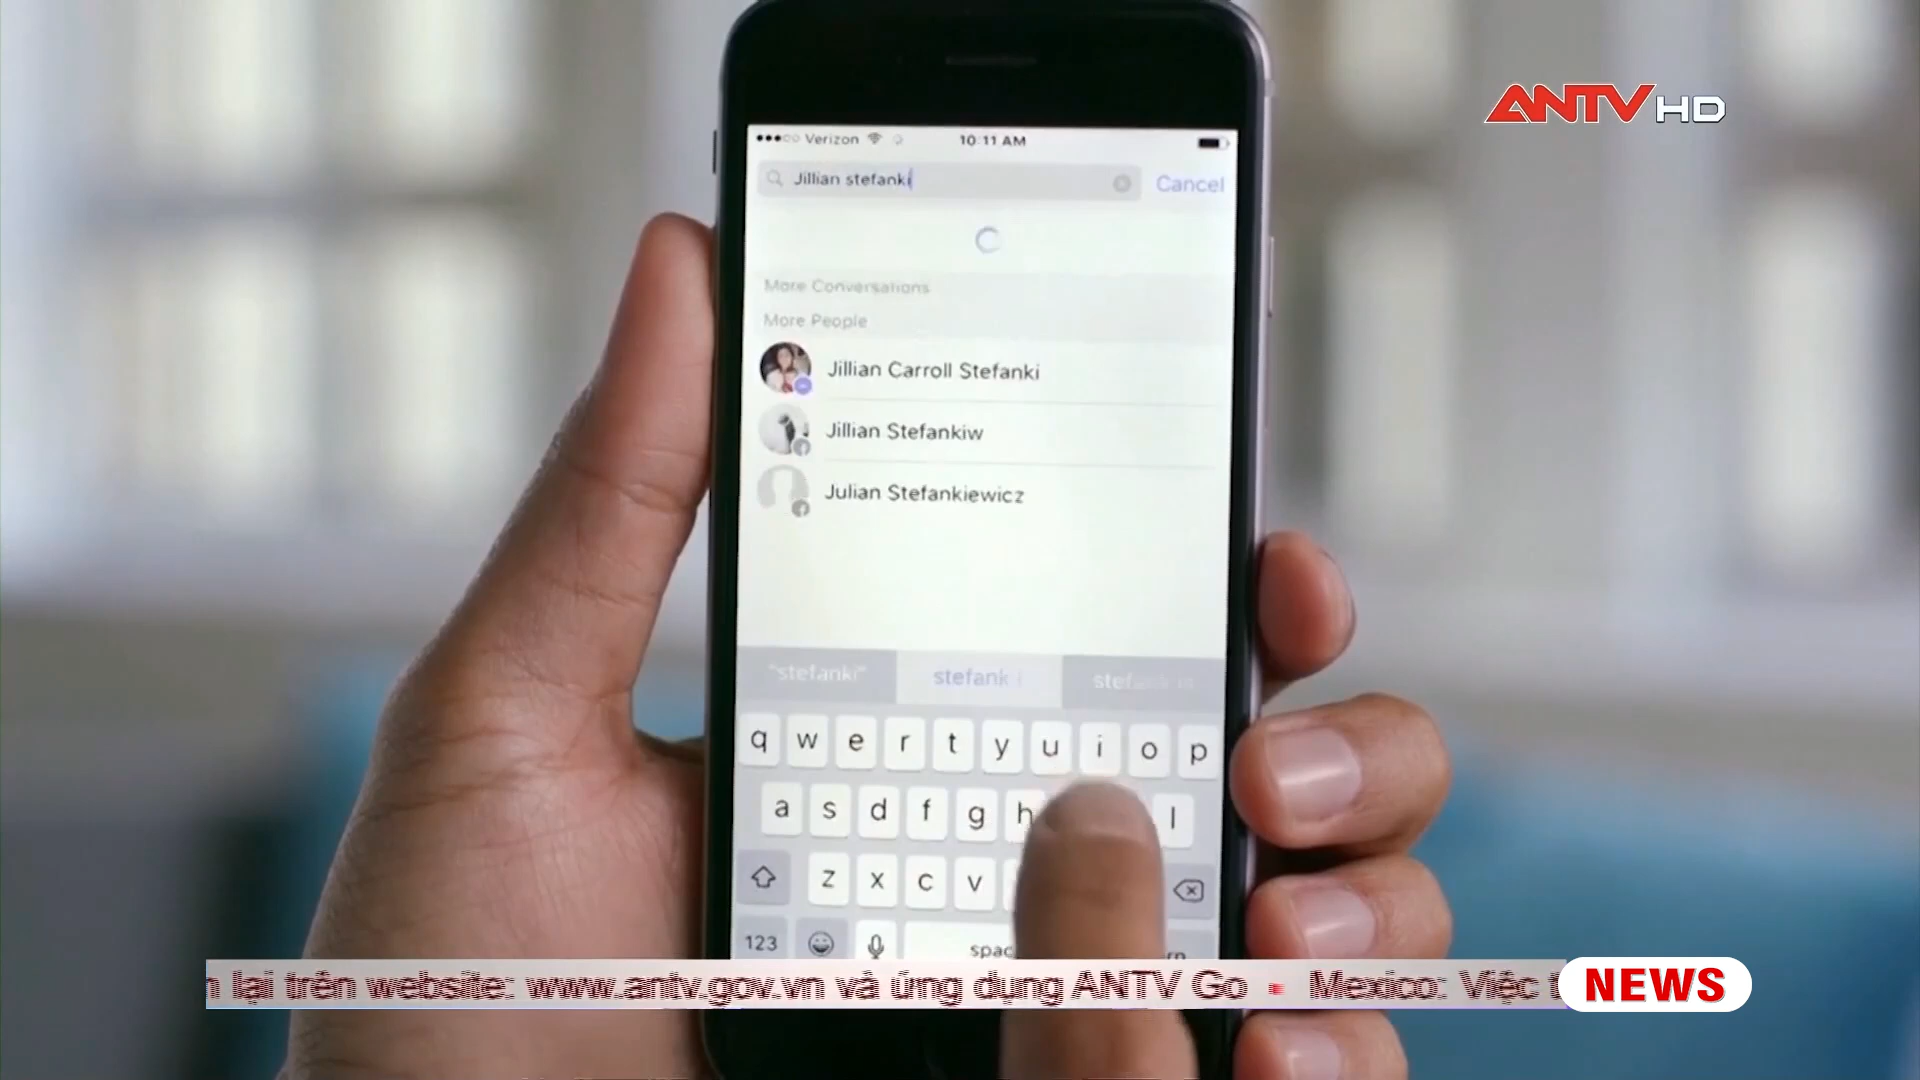 ANTV HD
Verizon
10:11 AM
Jillian stefanki
Cancel
More Conversations
More People
Jillian Carroll Stefanki
Jillian Stefankiw
Julian Stefankiewicz
"stefanki"
q w e r t y u i o p
a s d f g h l
z x c v
123
lại trên website: www.antv.gov.vn và ứng dụng ANTV Go • Mexico: Việc
NEWS